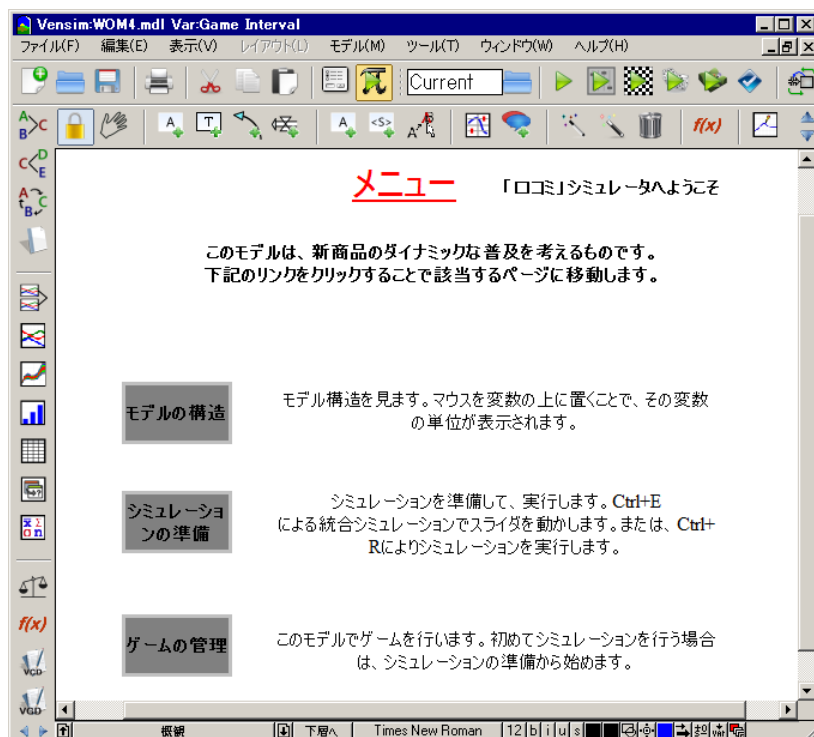 Vensim:WOM4.mdl Var:Game Interval
ファイル(F) 編集(E) 表示(V) レイアウト(L) モデル(M) ツール(T) ウィンドウ(W) ヘルプ(H)
Current
メニュー 「口コミ」シミュレータへようこそ
このモデルは、新商品のダイナミックな普及を考えるものです。
下記のリンクをクリックすることで該当するページに移動します。
モデルの構造
モデル構造を見ます。マウスを変数の上に置くことで、その変数
の単位が表示されます。
シミュレーショ
ンの準備
シミュレーションを準備して、実行します。Ctrl+E
による統合シミュレーションでスライダを動かします。または、Ctrl+
Rによりシミュレーションを実行します。
ゲームの管理
このモデルでゲームを行います。初めてシミュレーションを行う場合
は、シミュレーションの準備から始めます。
f(x)
f(x)
VCD
VGD
概観 下層へ Times New Roman 12 b i u s